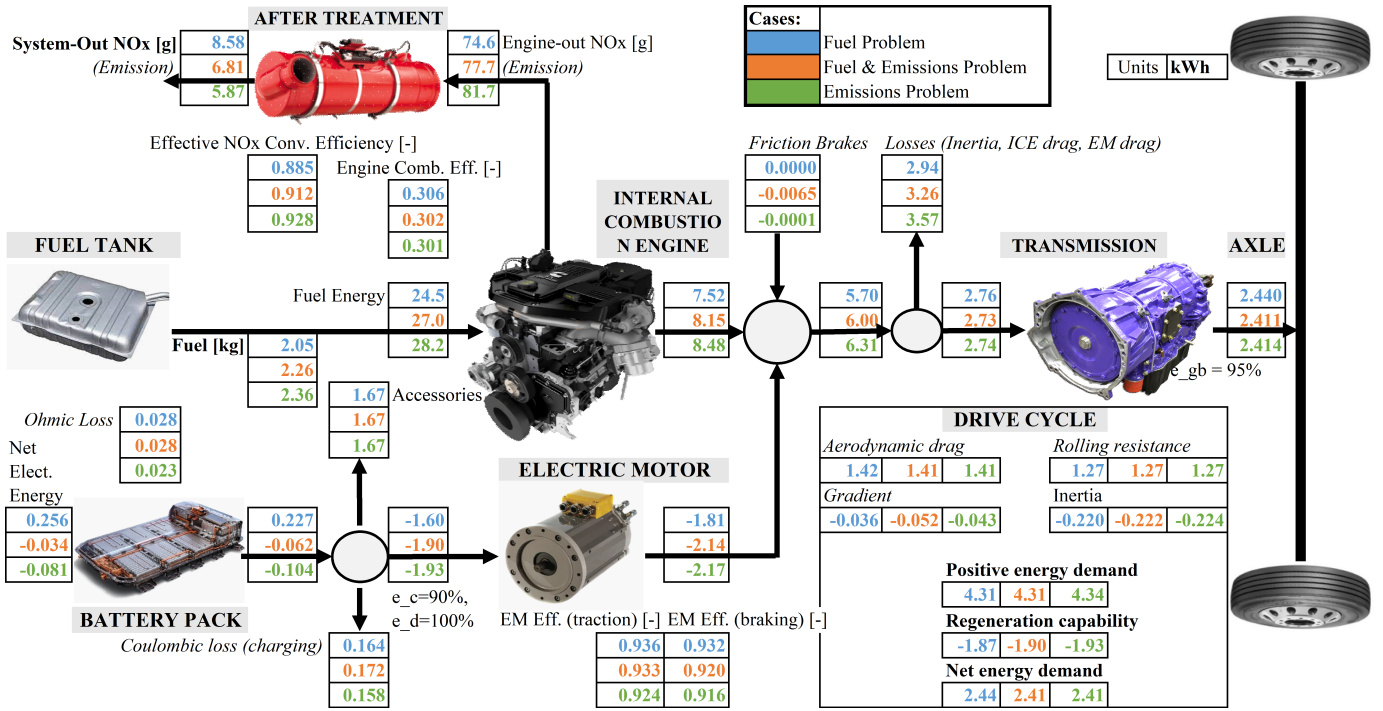 AFTER TREATMENT
System-Out NOx [g]
(Emission)
8.58
6.81
5.87
74.6
77.7
81.7
Engine-out NOx [g]
(Emission)
Cases:
Fuel Problem
Fuel & Emissions Problem
Emissions Problem
Units kWh
Effective NOx Conv. Efficiency [-]
0.885
0.912
0.928
Engine Comb. Eff. [-]
0.306
0.302
0.301
Friction Brakes
0.0000
-0.0065
-0.0001
Losses (Inertia, ICE drag, EM drag)
2.94
3.26
3.57
INTERNAL
COMBUSTIO
N ENGINE
FUEL TANK
TRANSMISSION
AXLE
Fuel Energy
24.5
27.0
28.2
Fuel [kg]
2.05
2.26
2.36
7.52
8.15
8.48
5.70
6.00
6.31
2.76
2.73
2.74
2.440
2.411
2.414
e_gb = 95%
1.67
1.67
1.67
Accessories
Ohmic Loss
0.028
0.028
0.023
Net
Elect.
Energy
0.256
-0.034
-0.081
0.227
-0.062
-0.104
BATTERY PACK
-1.60
-1.90
-1.93
e_c=90%,
e_d=100%
Coulombic loss (charging)
0.164
0.172
0.158
ELECTRIC MOTOR
-1.81
-2.14
-2.17
EM Eff. (traction) [-] EM Eff. (braking) [-]
0.936 0.932
0.933 0.920
0.924 0.916
DRIVE CYCLE
Aerodynamic drag
1.42 1.41 1.41
Rolling resistance
1.27 1.27 1.27
Gradient
-0.036 -0.052 -0.043
Inertia
-0.220 -0.222 -0.224
Positive energy demand
4.31 4.31 4.34
Regeneration capability
-1.87 -1.90 -1.93
Net energy demand
2.44 2.41 2.41